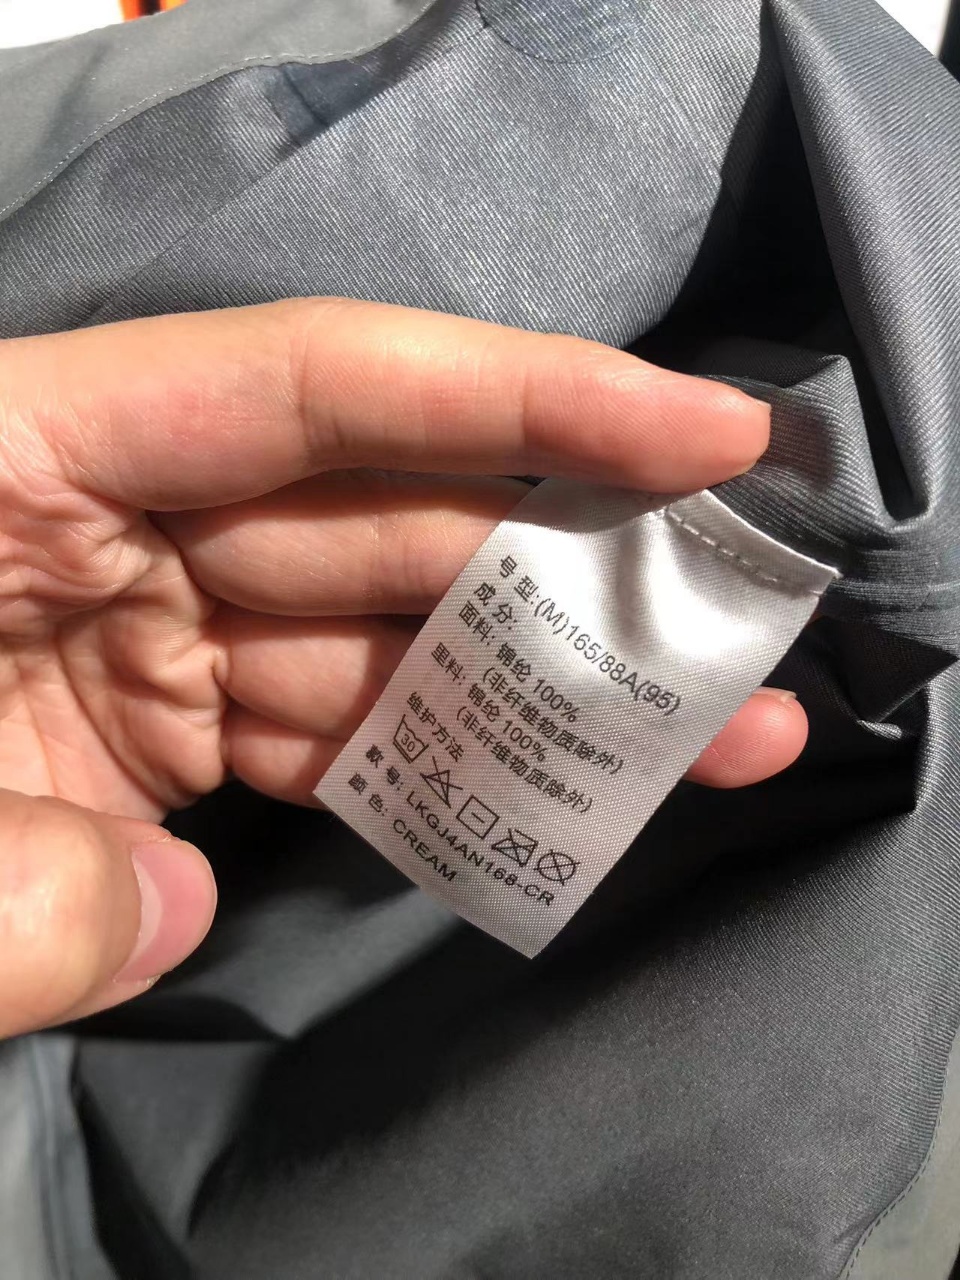 号 型:(M)165/88A(95)
成 分:
面料: 锦纶 100%
(非纤维物质除外)
里料: 锦纶 100%
(非纤维物质除外)
维护方法
30
款 号: LKGJ4AN168-CR
颜 色: CREAM